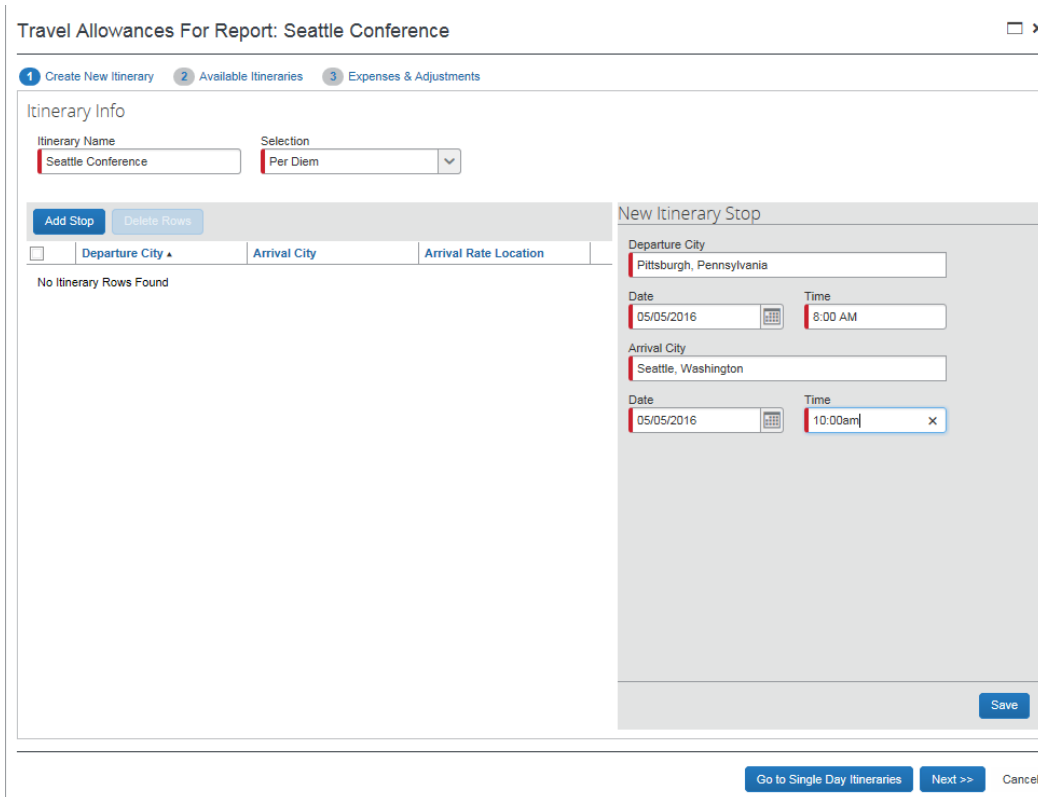 Travel Allowances For Report: Seattle Conference
1 Create New Itinerary 2 Available Itineraries 3 Expenses & Adjustments
Itinerary Info
Itinerary Name Selection
Seattle Conference Per Diem
Add Stop Delete Rows
Departure City Arrival City Arrival Rate Location
No Itinerary Rows Found
New Itinerary Stop
Departure City
Pittsburgh, Pennsylvania
Date Time
05/05/2016 8:00 AM
Arrival City
Seattle, Washington
Date Time
05/05/2016 10:00am
Save
Go to Single Day Itineraries Next >> Cancel